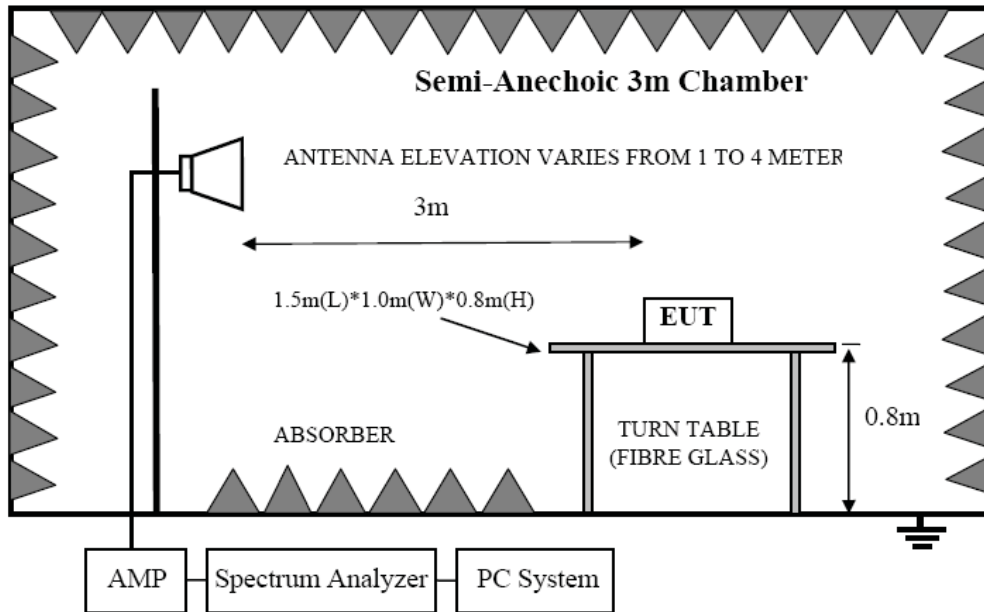 Semi-Anechoic 3m Chamber
ANTENNA ELEVATION VARIES FROM 1 TO 4 METER
3m
1.5m(L)*1.0m(W)*0.8m(H)
EUT
0.8m
ABSORBER
TURN TABLE
(FIBRE GLASS)
AMP
Spectrum Analyzer
PC System